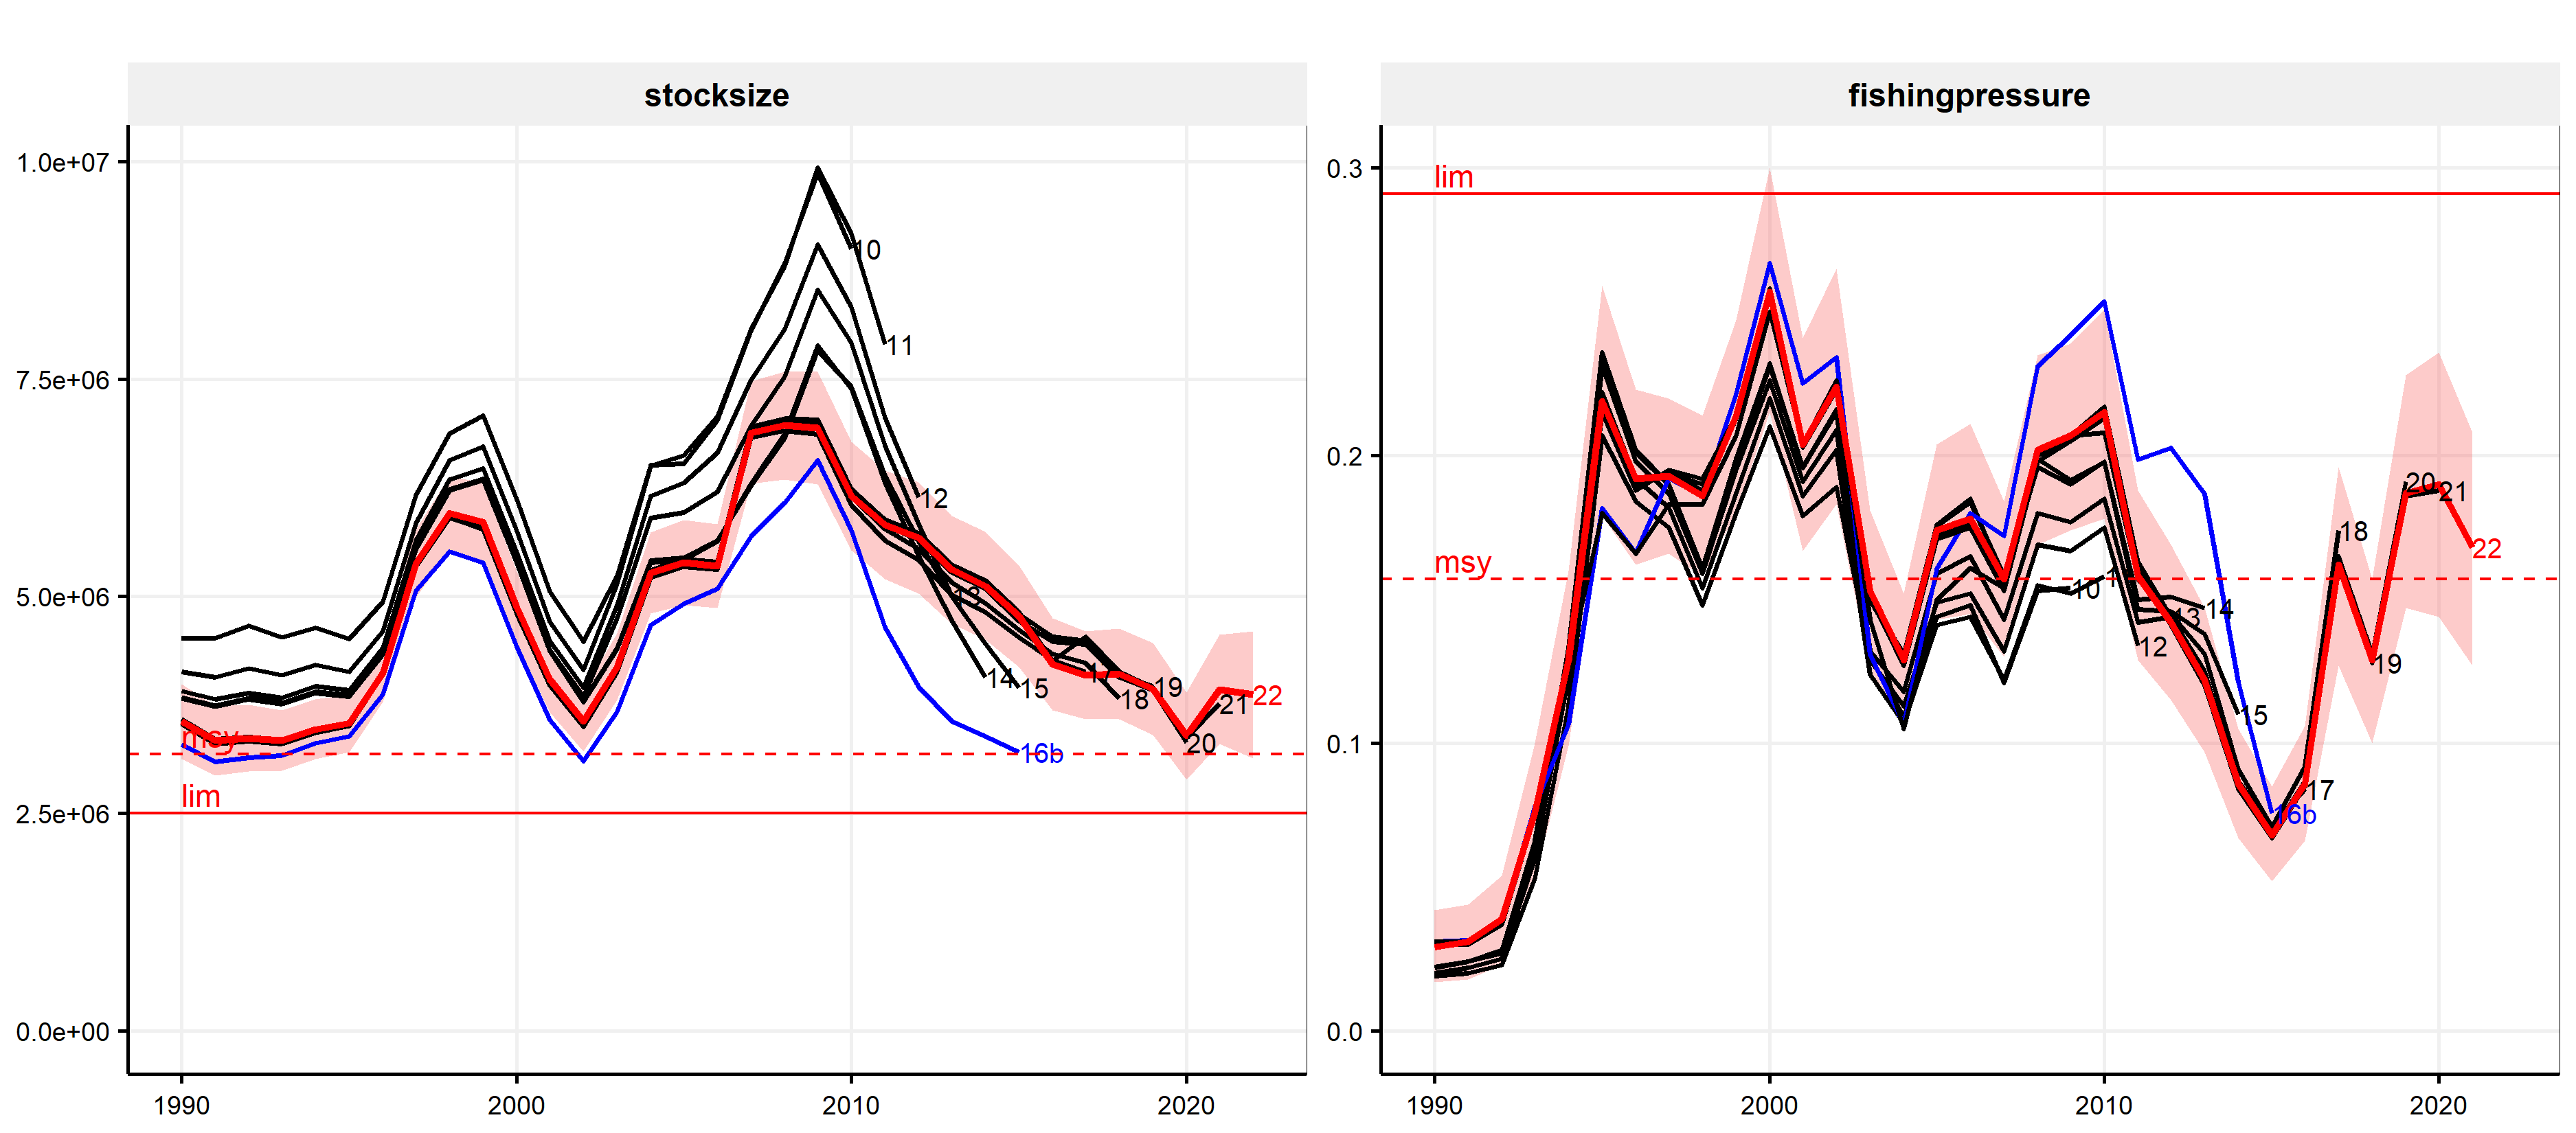 stocksize
fishingpressure
1.0e+07
7.5e+06
5.0e+06
2.5e+06
0.0e+00
10
11
12
13
14
15
16b
17
18
19
20
21
22
msy
lim
1990
2000
2010
2020
0.3
0.2
0.1
0.0
lim
msy
10
12
13
14
15
16b
17
18
19
20
21
22
1990
2000
2010
2020